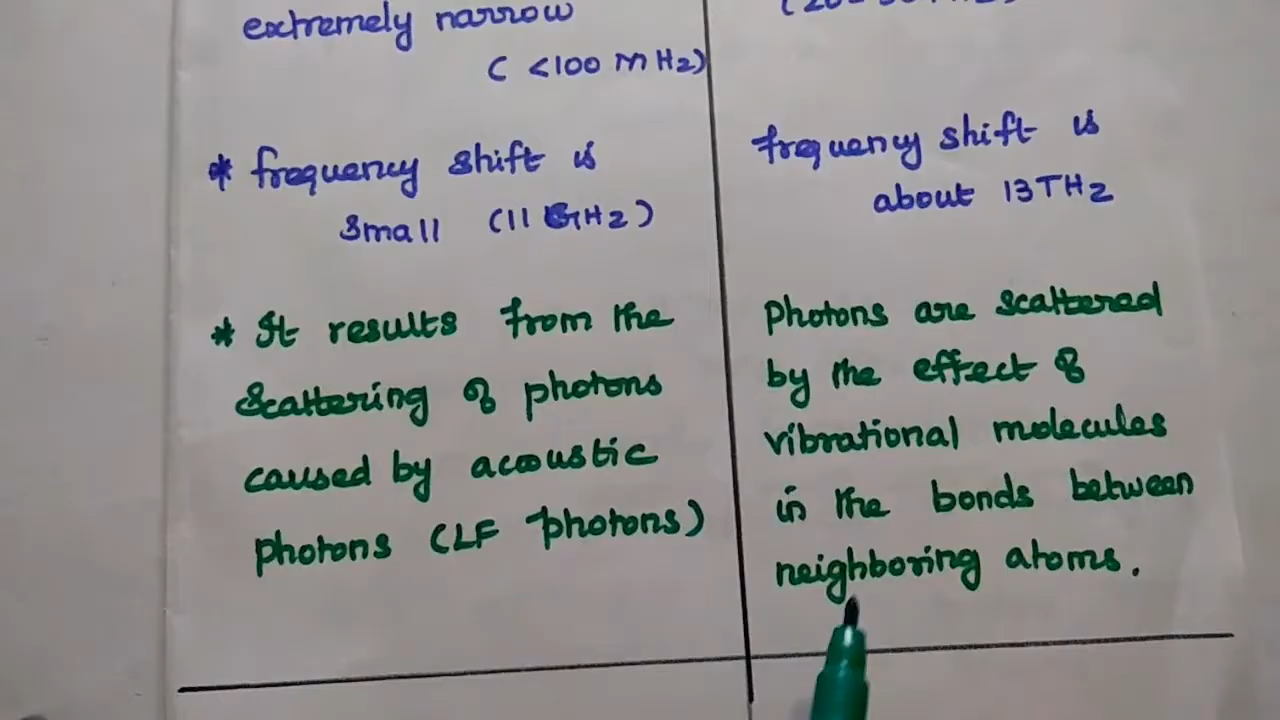 extremely narrow
( <100 MHz)
* frequency shift is
small (11 GHz)
* It results from the
scattering of photons
caused by acoustic
photons (LF photons)
frequency shift is
about 13THz
Photons are scattered
by the effect of
vibrational molecules
in the bonds between
neighboring atoms.